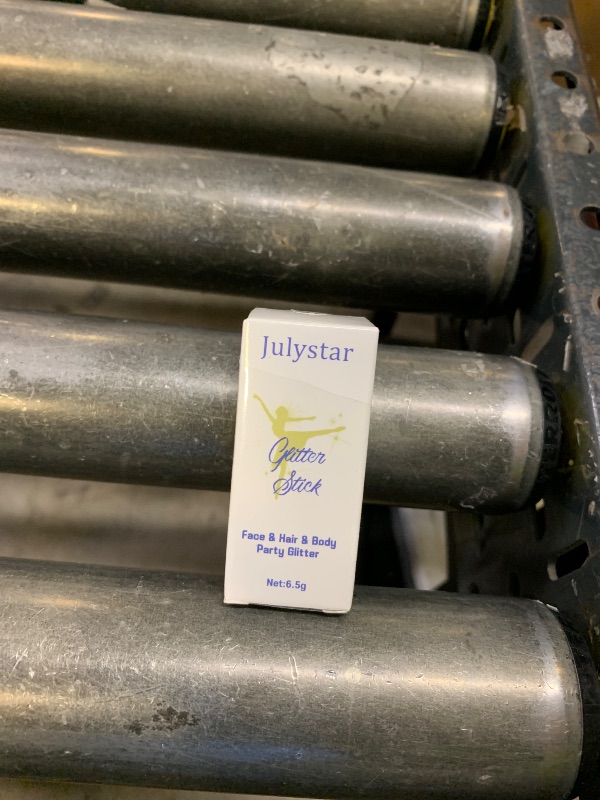 Julystar
Glitter
Stick
Face & Hair & Body
Party Glitter
Net:6.5g